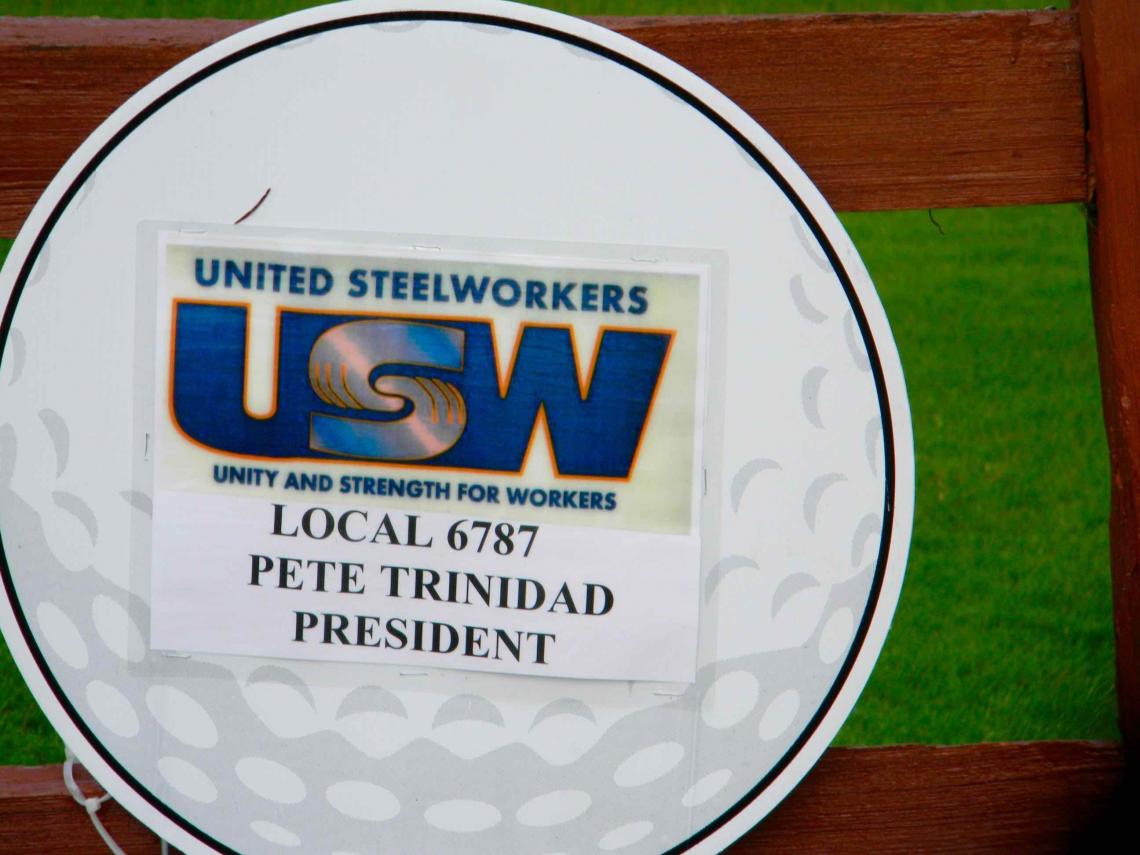 UNITED STEELWORKERS
USW
UNITY AND STRENGTH FOR WORKERS
LOCAL 6787
PETE TRINIDAD
PRESIDENT